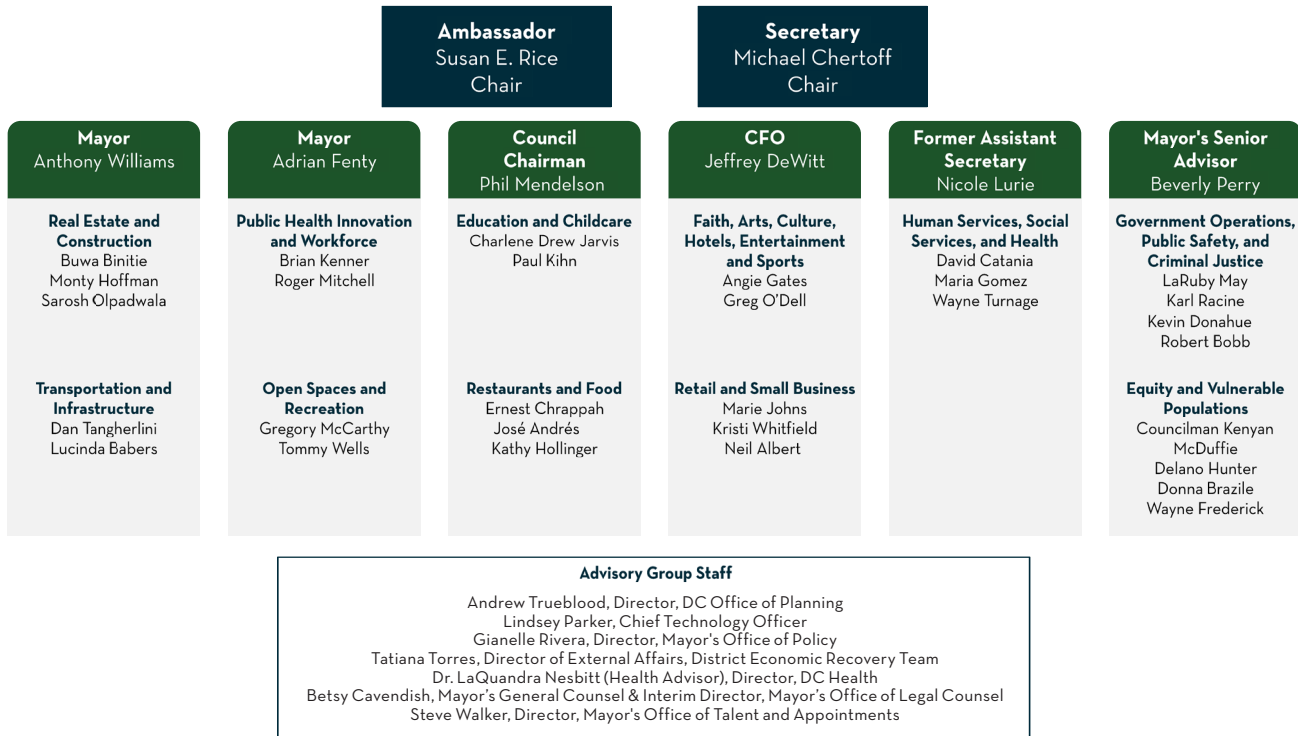 Ambassador
Susan E. Rice
Chair
Secretary
Michael Chertoff
Chair
Mayor
Anthony Williams
Real Estate and
Construction
Buwa Binitie
Monty Hoffman
Sarosh Olpadwala
Transportation and
Infrastructure
Dan Tangherlini
Lucinda Babers
Mayor
Adrian Fenty
Public Health Innovation
and Workforce
Brian Kenner
Roger Mitchell
Open Spaces and
Recreation
Gregory McCarthy
Tommy Wells
Council
Chairman
Phil Mendelson
Education and Childcare
Charlene Drew Jarvis
Paul Kihn
Restaurants and Food
Ernest Chrappah
José Andrés
Kathy Hollinger
CFO
Jeffrey DeWitt
Faith, Arts, Culture,
Hotels, Entertainment
and Sports
Angie Gates
Greg O'Dell
Retail and Small Business
Marie Johns
Kristi Whitfield
Neil Albert
Former Assistant
Secretary
Nicole Lurie
Human Services, Social
Services, and Health
David Catania
Maria Gomez
Wayne Turnage
Mayor's Senior
Advisor
Beverly Perry
Government Operations,
Public Safety, and
Criminal Justice
LaRuby May
Karl Racine
Kevin Donahue
Robert Bobb
Equity and Vulnerable
Populations
Councilman Kenyan
McDuffie
Delano Hunter
Donna Brazile
Wayne Frederick
Advisory Group Staff
Andrew Trueblood, Director, DC Office of Planning
Lindsey Parker, Chief Technology Officer
Gianelle Rivera, Director, Mayor's Office of Policy
Tatiana Torres, Director of External Affairs, District Economic Recovery Team
Dr. LaQuandra Nesbitt (Health Advisor), Director, DC Health
Betsy Cavendish, Mayor's General Counsel & Interim Director, Mayor's Office of Legal Counsel
Steve Walker, Director, Mayor's Office of Talent and Appointments